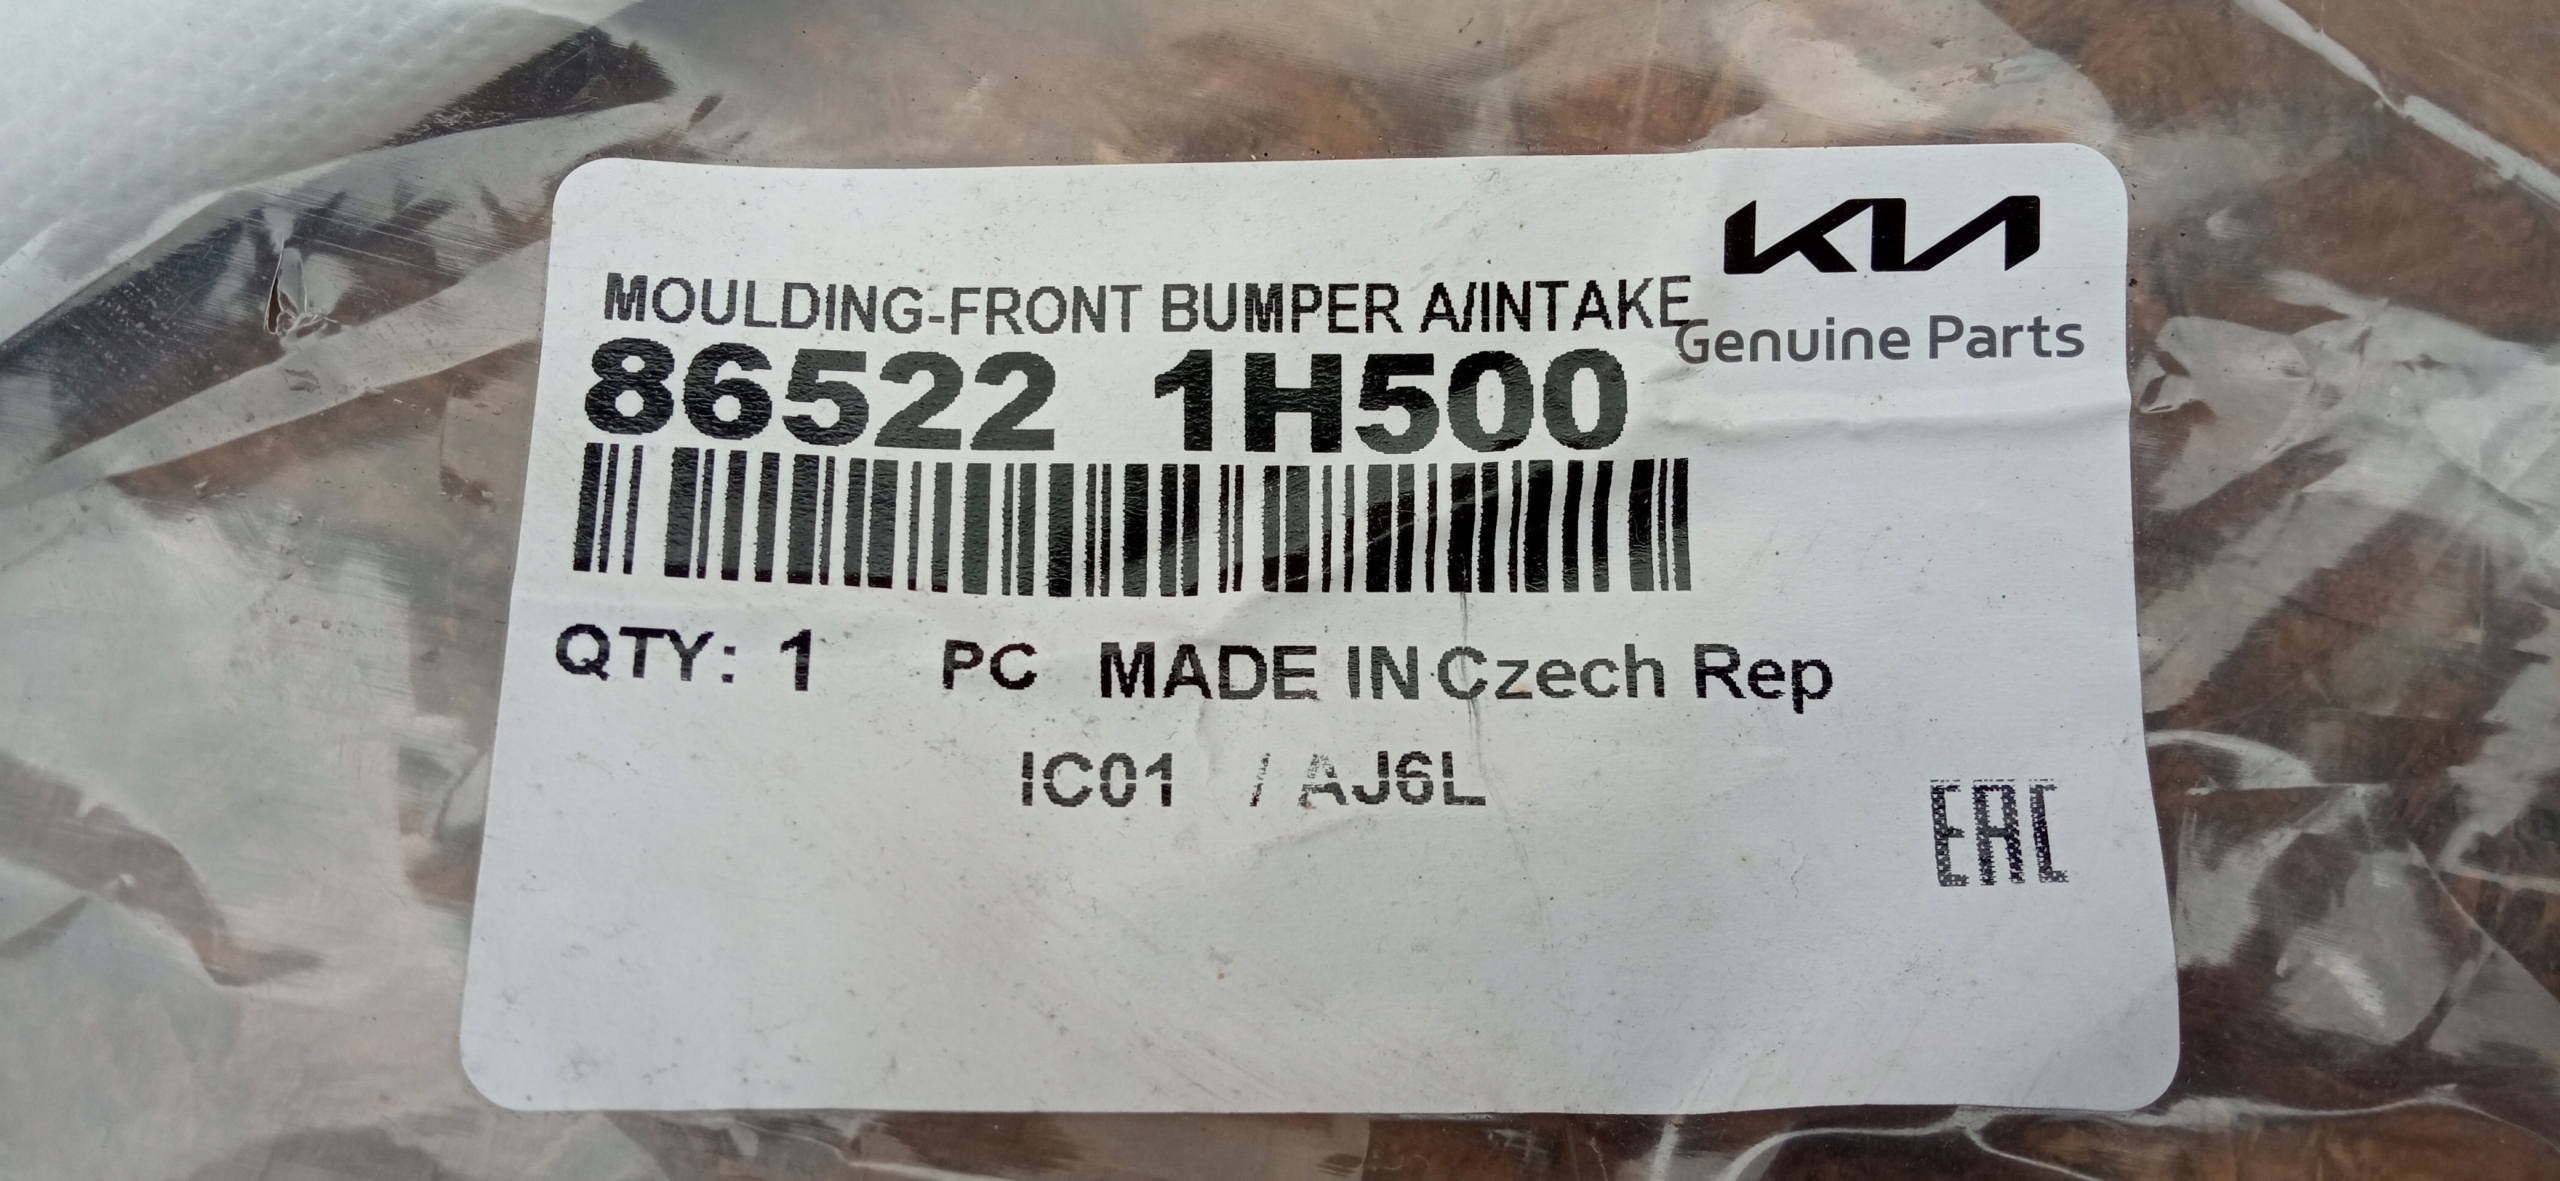 KIA
Genuine Parts
MOULDING-FRONT BUMPER A/INTAKE
86522 1H500
QTY: 1 PC MADE IN Czech Rep
IC01 / AJ6L
EAC